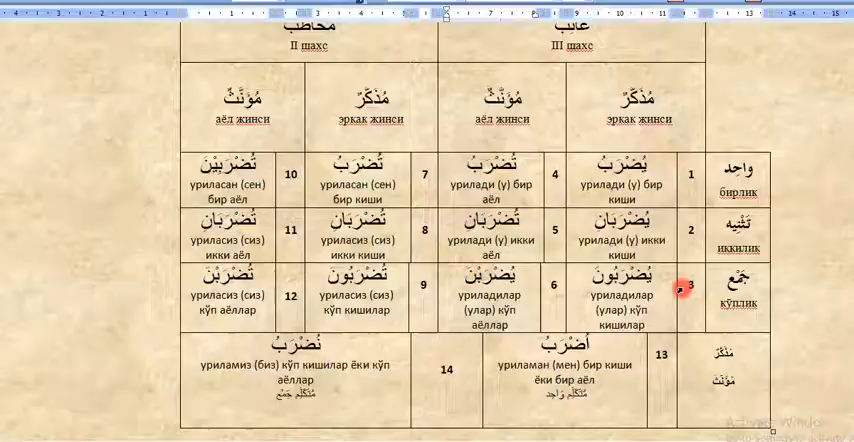 مُخَاطَبٌ
II шахс
غَائِبٌ
III шахс
مُؤَنَّثٌ
аёл жинси
مُذَكَّرٌ
эркак жинси
مُؤَنَّثٌ
аёл жинси
مُذَكَّرٌ
эркак жинси
وَاحِد
бирлик
1
يُضْرَبُ
урилади (у) бир
киши
4
تُضْرَبُ
урилади (у) бир
аёл
7
تُضْرَبُ
уриласан (сен)
бир киши
10
تُضْرَبِيْنَ
уриласан (сен)
бир аёл
تَثْنِيه
иккилик
2
يُضْرَبَانِ
урилади (у) икки
киши
5
تُضْرَبَانِ
урилади (у) икки
аёл
8
تُضْرَبَانِ
уриласиз (сиз)
икки киши
11
تُضْرَبَانِ
уриласиз (сиз)
икки аёл
جَمْع
кўплик
3
يُضْرَبُونَ
уриладилар
(улар) кўп
кишилар
6
يُضْرَبْنَ
уриладилар
(улар) кўп
аёллар
9
تُضْرَبُونَ
уриласиз (сиз)
кўп кишилар
12
تُضْرَبْنَ
уриласиз (сиз)
кўп аёллар
مُذَكَّرٌ
مُؤَنَّثٌ
13
أُضْرَبُ
уриламан (мен) бир киши
ёки бир аёл
مُتَكَلِّم وَاحِد
14
نُضْرَبُ
уриламиз (биз) кўп кишилар ёки кўп
аёллар
مُتَكَلِّم جَمْع